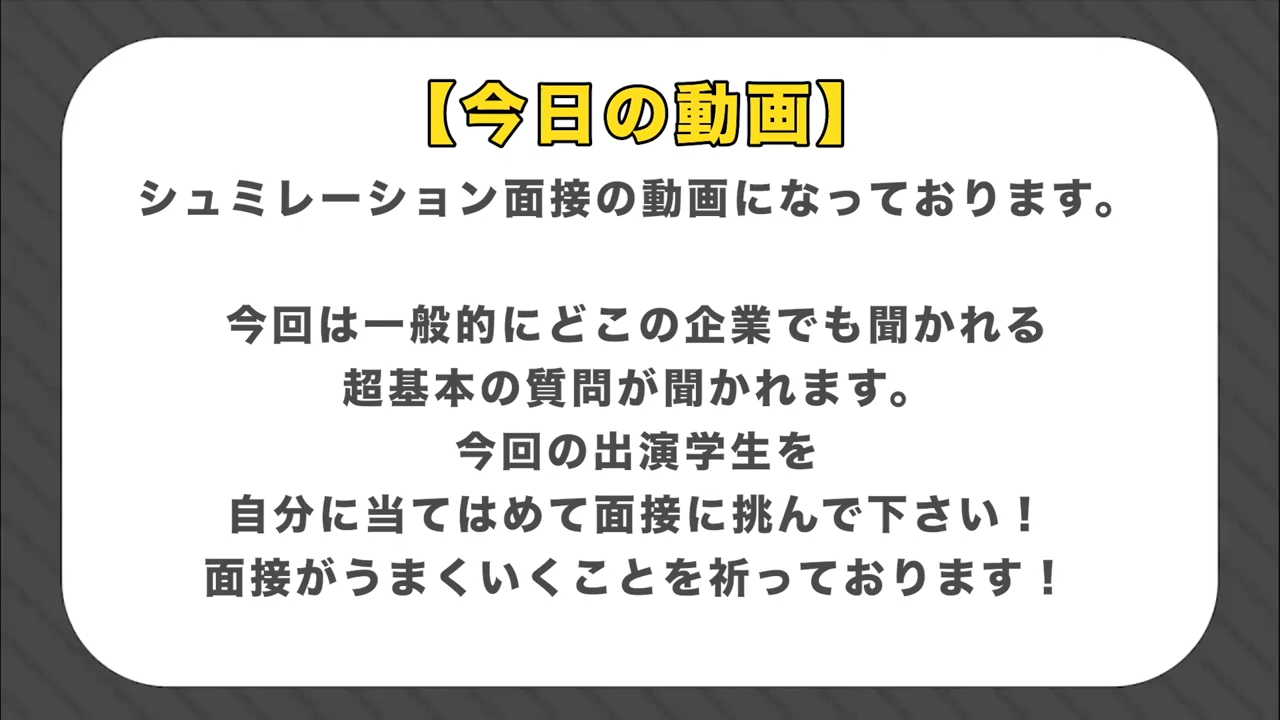 【今日の動画】
シュミレーション面接の動画になっております。
今回は一般的にどこの企業でも聞かれる
超基本の質問が聞かれます。
今回の出演学生を
自分に当てはめて面接に挑んで下さい！
面接がうまくいくことを祈っております！